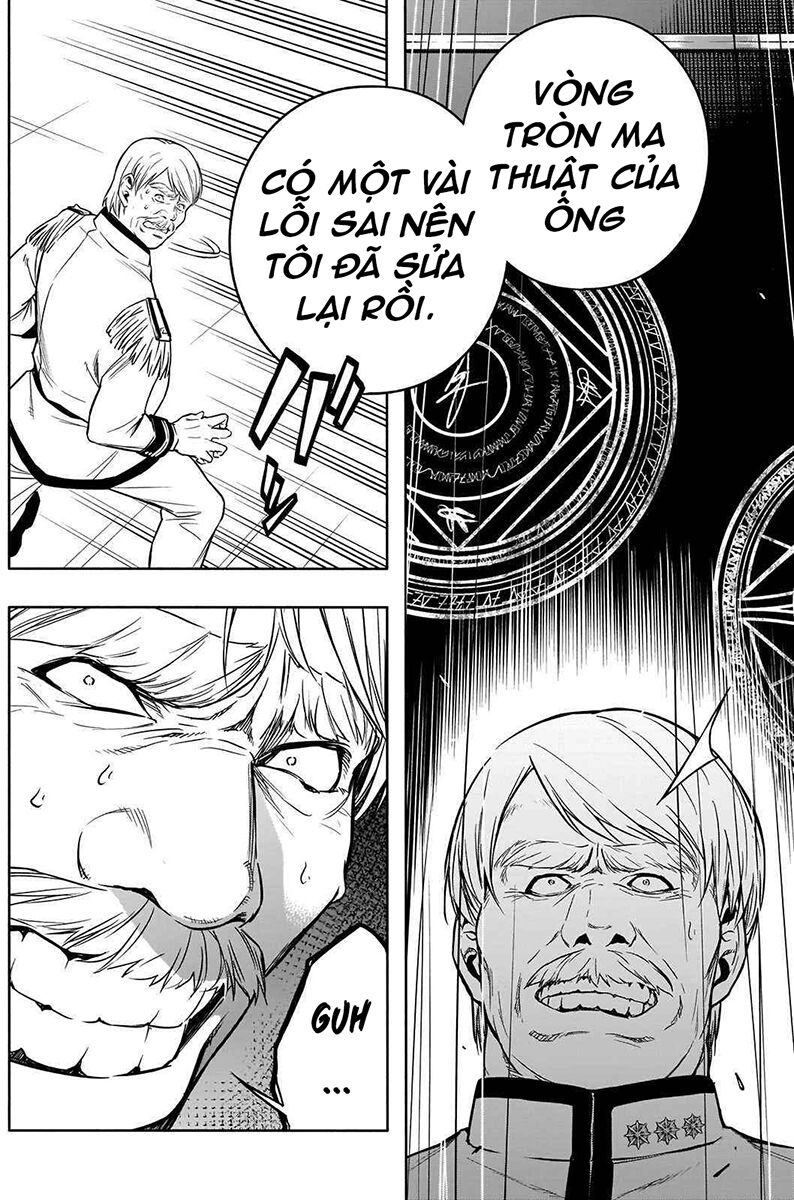 VÒNG
TRÒN MA
THUẬT CỦA
ÔNG
CÓ MỘT VÀI
LỖI SAI NÊN
TÔI ĐÃ SỬA
LẠI RỒI.
GUH
...